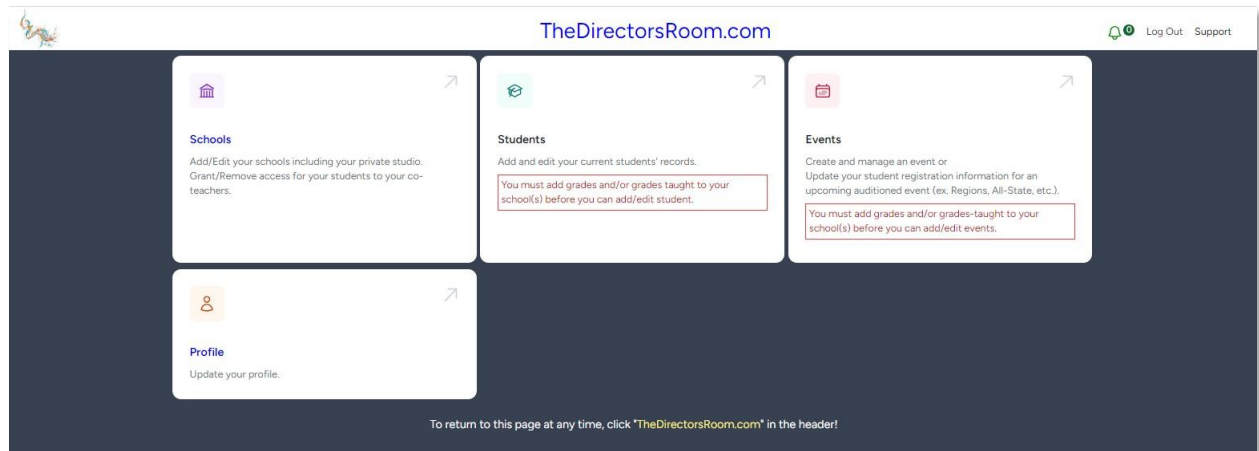 TheDirectorsRoom.com
0
Log Out
Support
Schools
Add/Edit your schools including your private studio.
Grant/Remove access for your students to your co-
teachers.
Students
Add and edit your current students' records.
You must add grades and/or grades taught to your
school(s) before you can add/edit student.
Events
Create and manage an event or
Update your student registration information for an
upcoming auditioned event (ex. Regions, All-State, etc.).
You must add grades and/or grades-taught to your
school(s) before you can add/edit events.
Profile
Update your profile.
To return to this page at any time, click "TheDirectorsRoom.com" in the header!